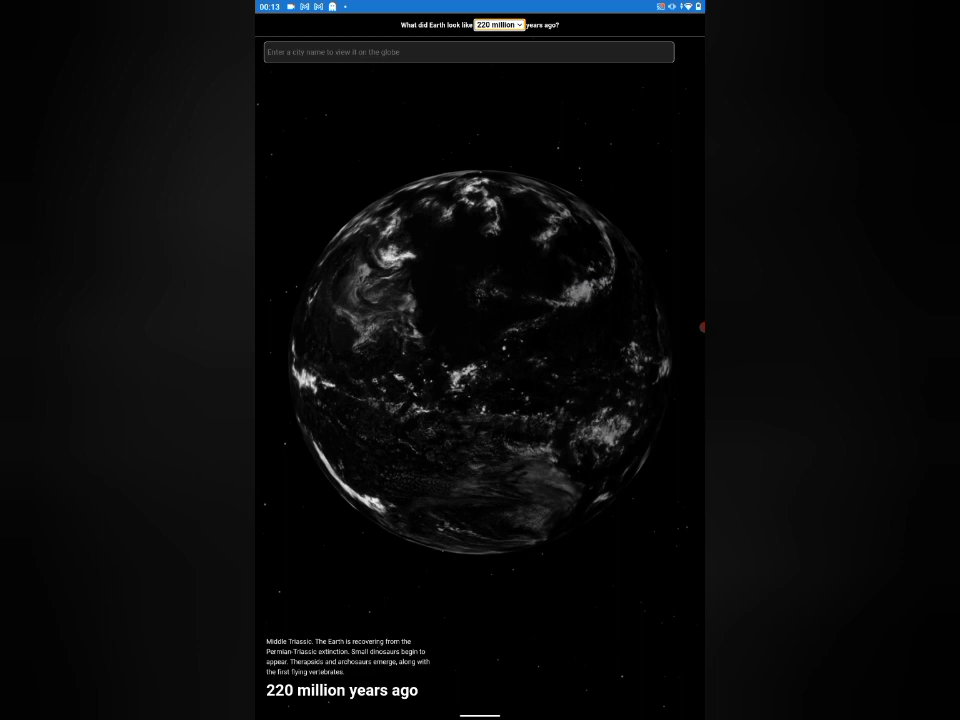 00:13
What did Earth look like 220 million years ago?
Enter a city name to view it on the globe
Middle Triassic. The Earth is recovering from the
Permian-Triassic extinction. Small dinosaurs begin to
appear. Therapsids and archosaurs emerge, along with
the first flying vertebrates.
220 million years ago